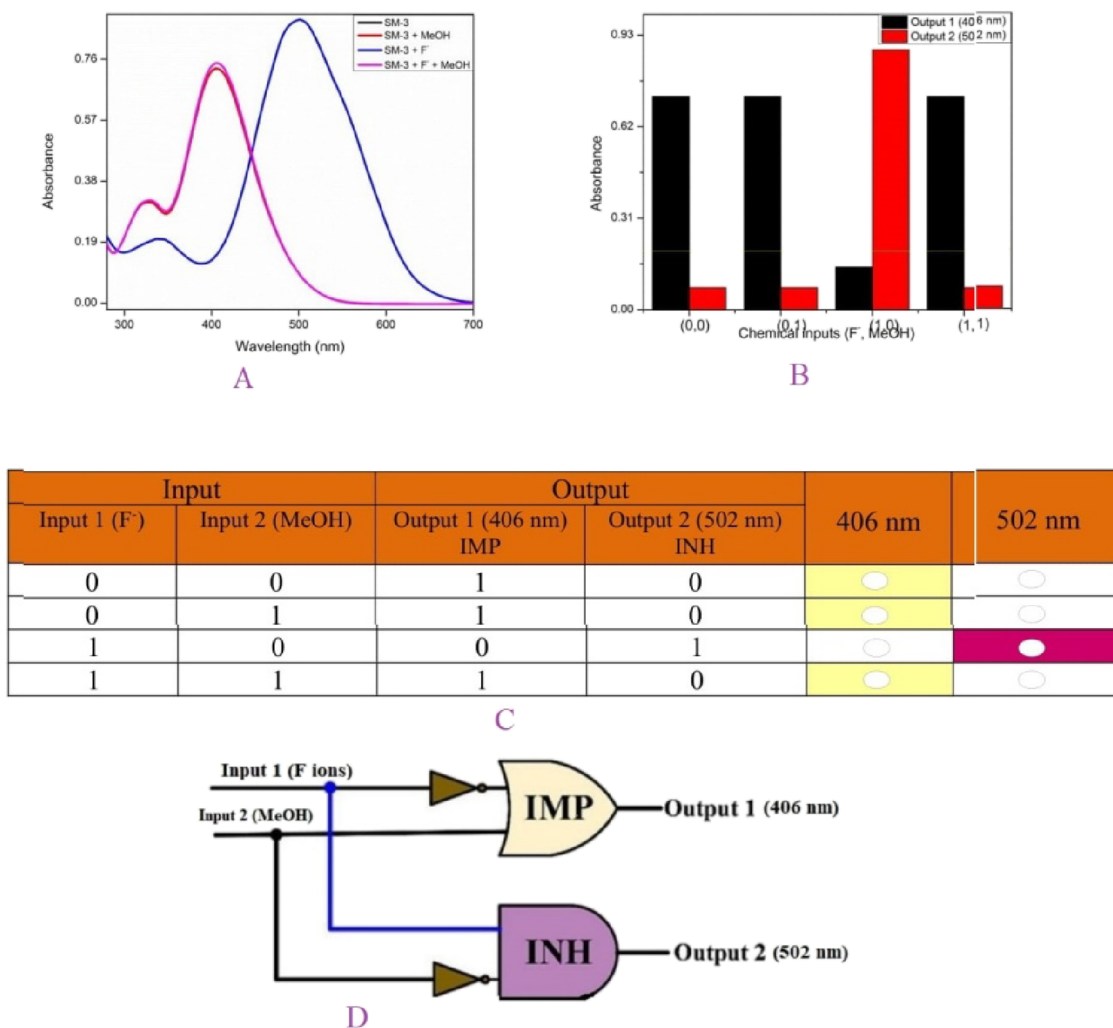 SM-3
SM-3 + MeOH
SM-3 + F⁻
SM-3 + F⁻ + MeOH
0.76
0.57
0.38
0.19
0.00
Absorbance
300 400 500 600 700
Wavelength (nm)
A
Output 1 (406 nm)
Output 2 (502 nm)
0.93
0.62
0.31
0.00
Absorbance
(0,0) (0,1) (1,0) (1,1)
Chemical Inputs (F⁻, MeOH)
B
Input Output 406 nm 502 nm
Input 1 (F⁻) Input 2 (MeOH) Output 1 (406 nm) IMP Output 2 (502 nm) INH
0 0 1 0
0 1 1 0
1 0 0 1
1 1 1 0
C
Input 1 (F ions)
Input 2 (MeOH)
IMP
Output 1 (406 nm)
INH
Output 2 (502 nm)
D